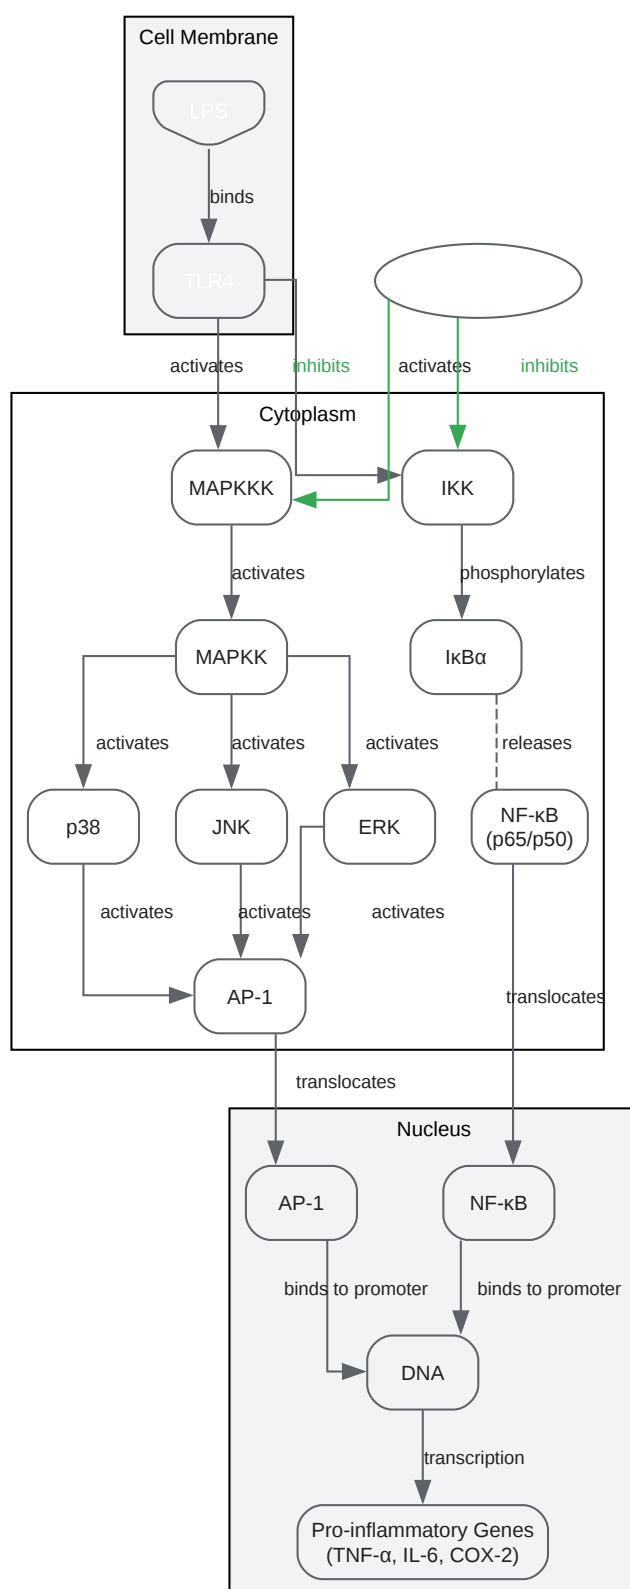 Cell Membrane
LPS
binds
TLR4
activates
inhibits
activates
inhibits
Cytoplasm
MAPKKK
IKK
activates
phosphorylates
MAPKK
IκBα
activates
activates
activates
releases
p38
JNK
ERK
NF-κB
(p65/p50)
activates
activates
activates
AP-1
translocates
translocates
Nucleus
AP-1
NF-κB
binds to promoter
binds to promoter
DNA
transcription
Pro-inflammatory Genes
(TNF-α, IL-6, COX-2)